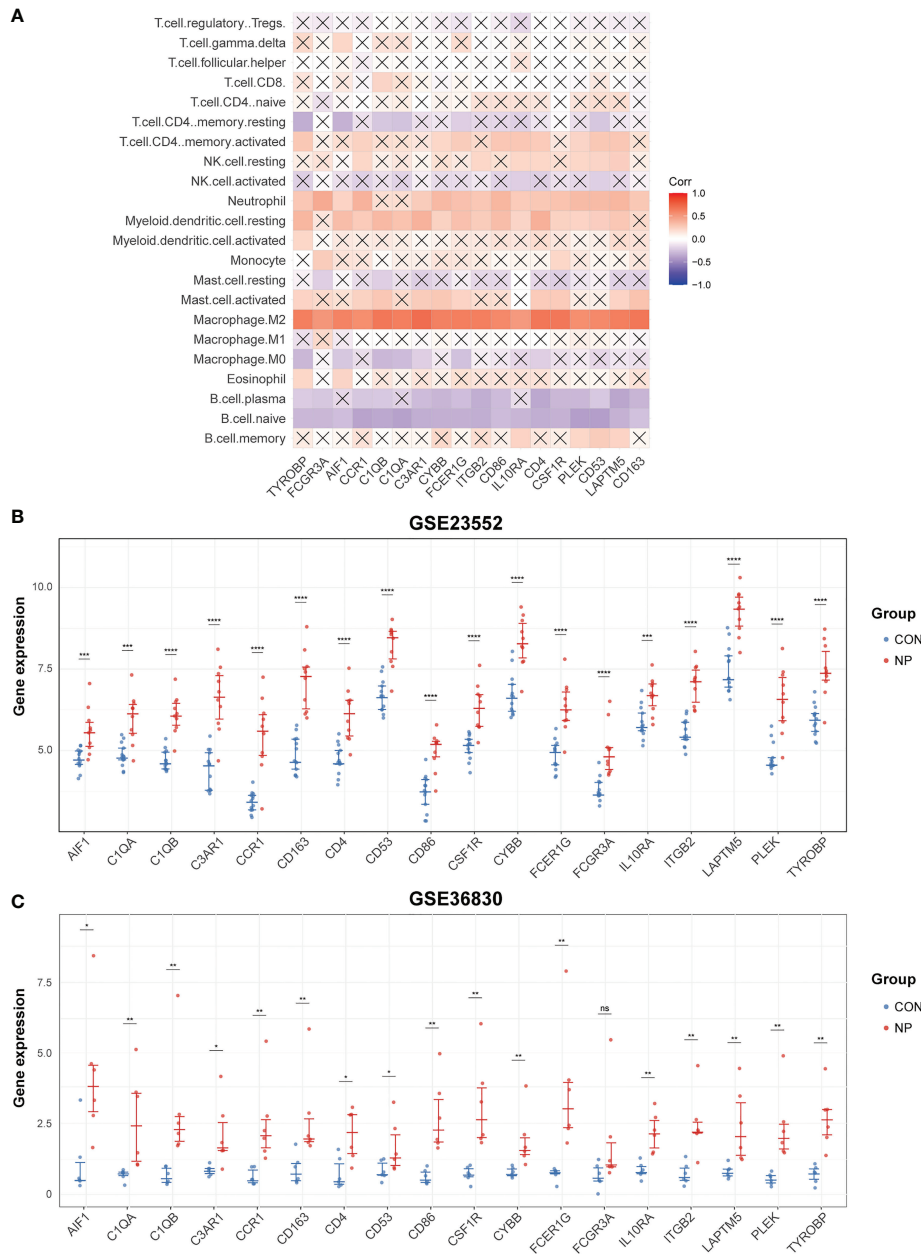 A
T.cell.regulatory..Tregs.
T.cell.gamma.delta
T.cell.follicular.helper
T.cell.CD8.
T.cell.CD4..naive
T.cell.CD4..memory.resting
T.cell.CD4..memory.activated
NK.cell.resting
NK.cell.activated
Neutrophil
Myeloid.dendritic.cell.resting
Myeloid.dendritic.cell.activated
Monocyte
Mast.cell.resting
Mast.cell.activated
Macrophage.M2
Macrophage.M1
Macrophage.M0
Eosinophil
B.cell.plasma
B.cell.naive
B.cell.memory
TYROBP
FCGR3A
AIF1
CCR1
C1QB
C1QA
C3AR1
CYBB
FCER1G
ITGB2
CD86
IL10RA
CD4
CSF1R
PLEK
CD53
LAPTM5
CD163
Corr
1.0
0.5
0.0
−0.5
−1.0
B
GSE23552
Gene expression
10.0
7.5
5.0
*** *** **** **** **** **** **** **** **** **** **** **** **** *** **** **** **** ****
AIF1
C1QA
C1QB
C3AR1
CCR1
CD163
CD4
CD53
CD86
CSF1R
CYBB
FCER1G
FCGR3A
IL10RA
ITGB2
LAPTM5
PLEK
TYROBP
Group
CON
NP
C
GSE36830
Gene expression
7.5
5.0
2.5
0
* ** ** * ** ** * * ** ** ** ** ns ** ** ** ** **
AIF1
C1QA
C1QB
C3AR1
CCR1
CD163
CD4
CD53
CD86
CSF1R
CYBB
FCER1G
FCGR3A
IL10RA
ITGB2
LAPTM5
PLEK
TYROBP
Group
CON
NP